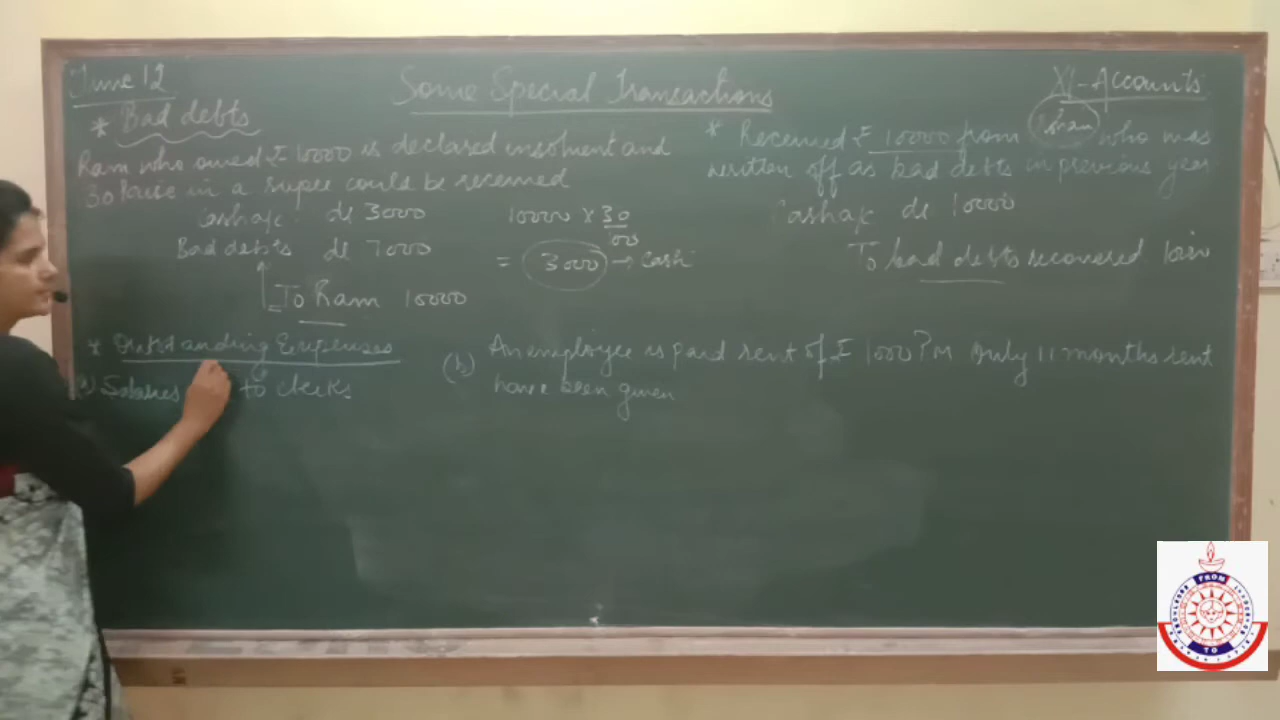 June 12
Some Special Transactions
XI-Accounts
* Bad debts
Ram who owed ₹ 10000 is declared insolvent and
30 Paise in a rupee could be received
Cash a/c dr 3000
Bad debts dr 7000
To Ram 10000
10000 × 30
100
= 3000 → Cash
* Received ₹ 10000 from Ram who was
written off as bad debts in previous year
Cash a/c dr 10000
To bad debts recovered 10000
* Outstanding Expenses
(a) Salaries to clerks
(b) An employee is paid rent of ₹ 1000 PM Only 11 months rent
have been given
FROM
TO